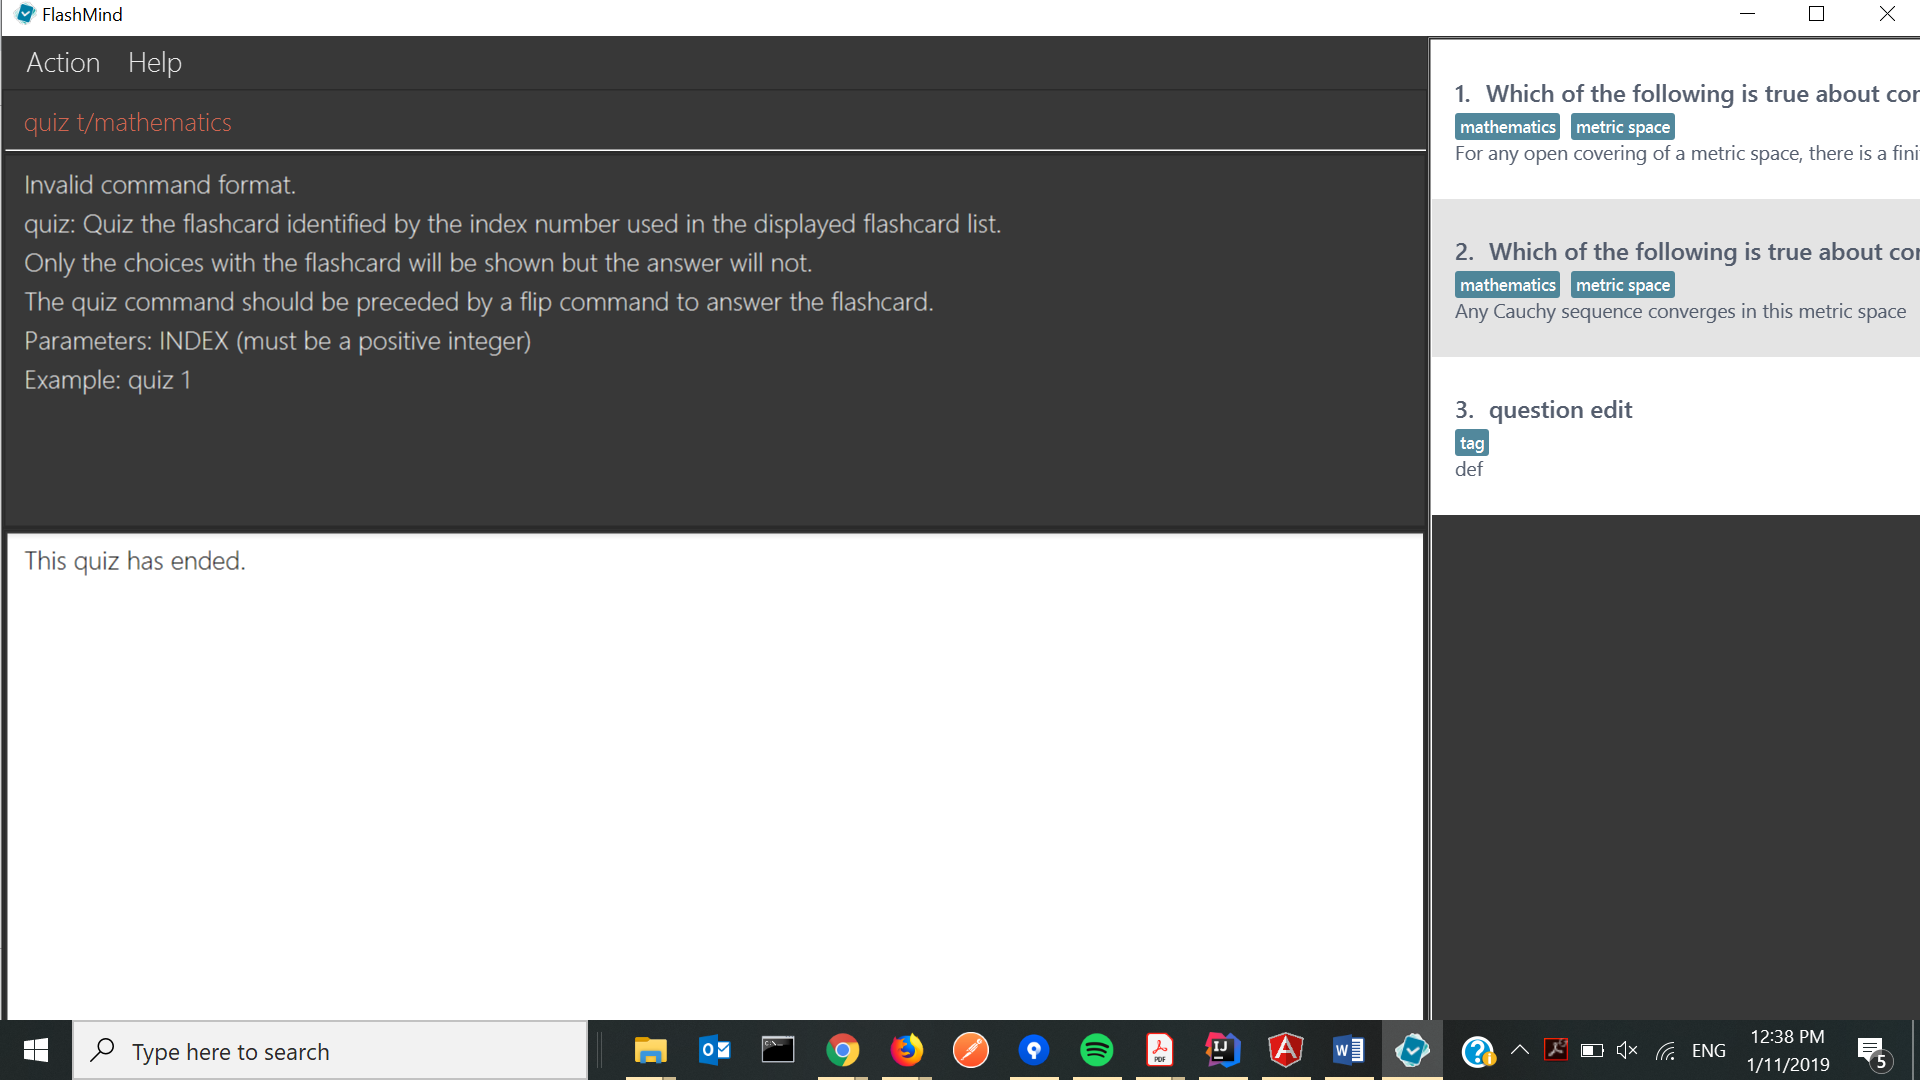 FlashMind
Action Help
quiz t/mathematics
Invalid command format.
quiz: Quiz the flashcard identified by the index number used in the displayed flashcard list.
Only the choices with the flashcard will be shown but the answer will not.
The quiz command should be preceded by a flip command to answer the flashcard.
Parameters: INDEX (must be a positive integer)
Example: quiz 1
This quiz has ended.
1. Which of the following is true about
mathematics metric space
For any open covering of a metric space, there is a
2. Which of the following is true about
mathematics metric space
Any Cauchy sequence converges in this metric space
3. question edit
tag
def
Type here to search
ENG
12:38 PM
1/11/2019
5